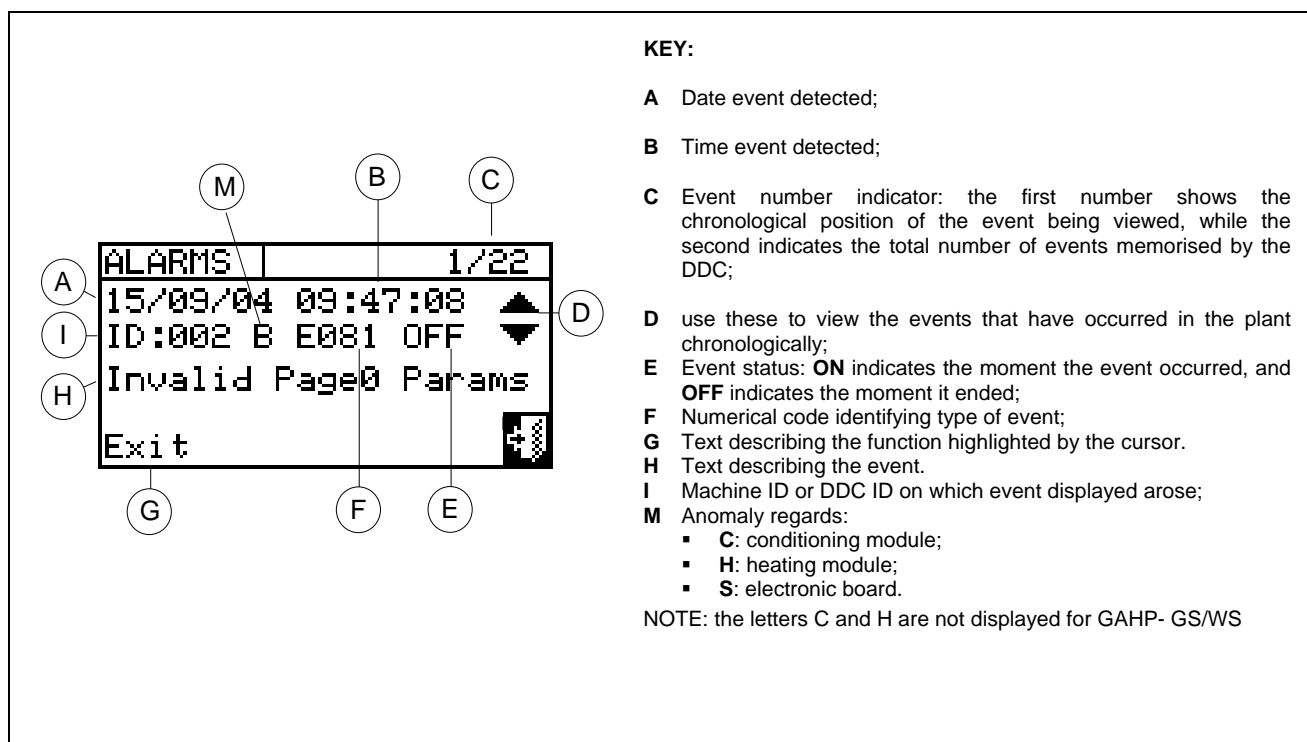 M
B
C
A
I
H
D
G
F
E
ALARMS 1/22
15/09/04 09:47:08
ID:002 B E081 OFF
Invalid Page0 Params
Exit
KEY:
A Date event detected;
B Time event detected;
C Event number indicator: the first number shows the
chronological position of the event being viewed, while the
second indicates the total number of events memorised by the
DDC;
D use these to view the events that have occurred in the plant
chronologically;
E Event status: ON indicates the moment the event occurred, and
OFF indicates the moment it ended;
F Numerical code identifying type of event;
G Text describing the function highlighted by the cursor.
H Text describing the event.
I Machine ID or DDC ID on which event displayed arose;
M Anomaly regards:
▪ C: conditioning module;
▪ H: heating module;
▪ S: electronic board.
NOTE: the letters C and H are not displayed for GAHP- GS/WS